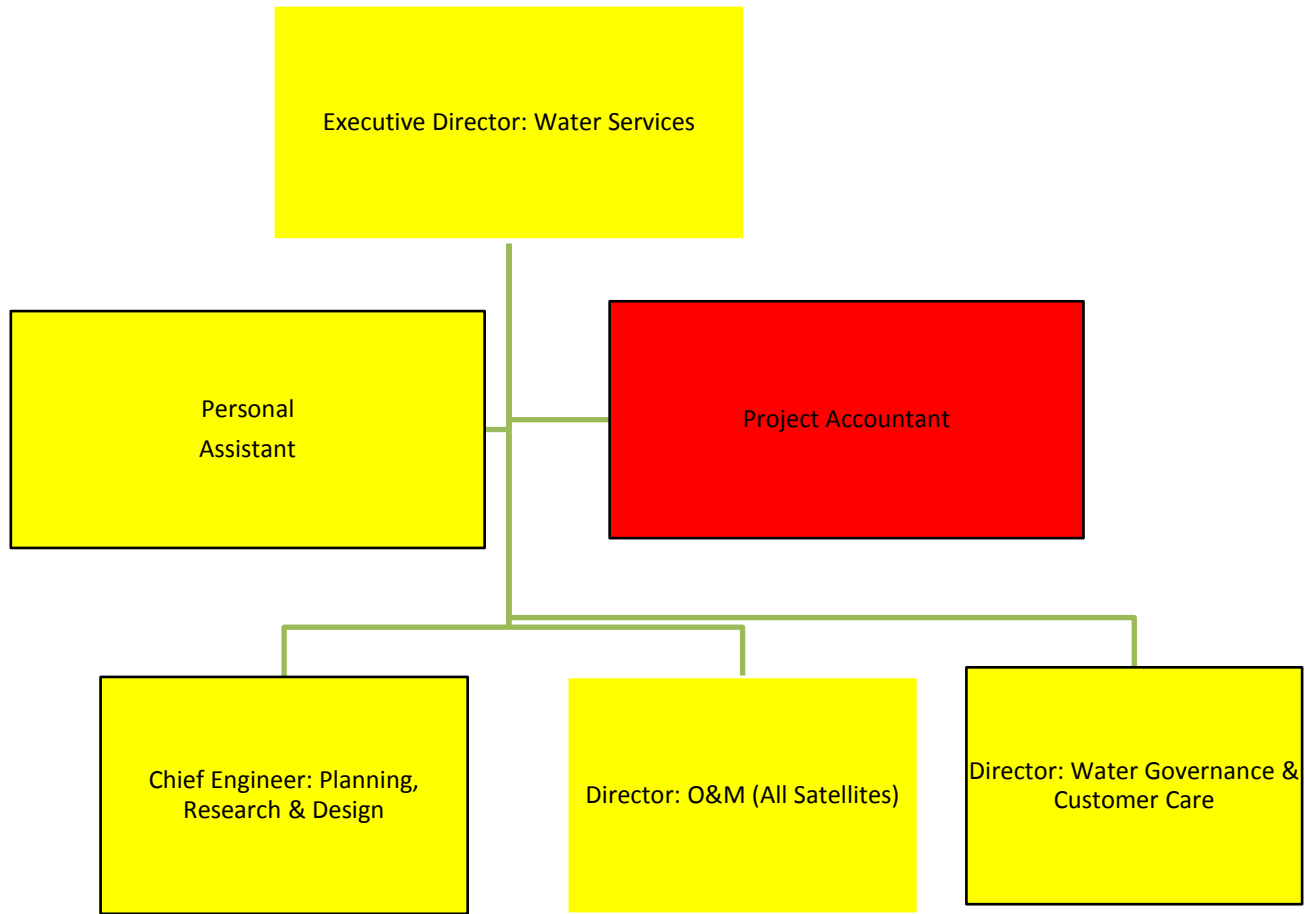 Executive Director: Water Services
Personal
Assistant
Project Accountant
Chief Engineer: Planning,
Research & Design
Director: O&M (All Satellites)
Director: Water Governance &
Customer Care